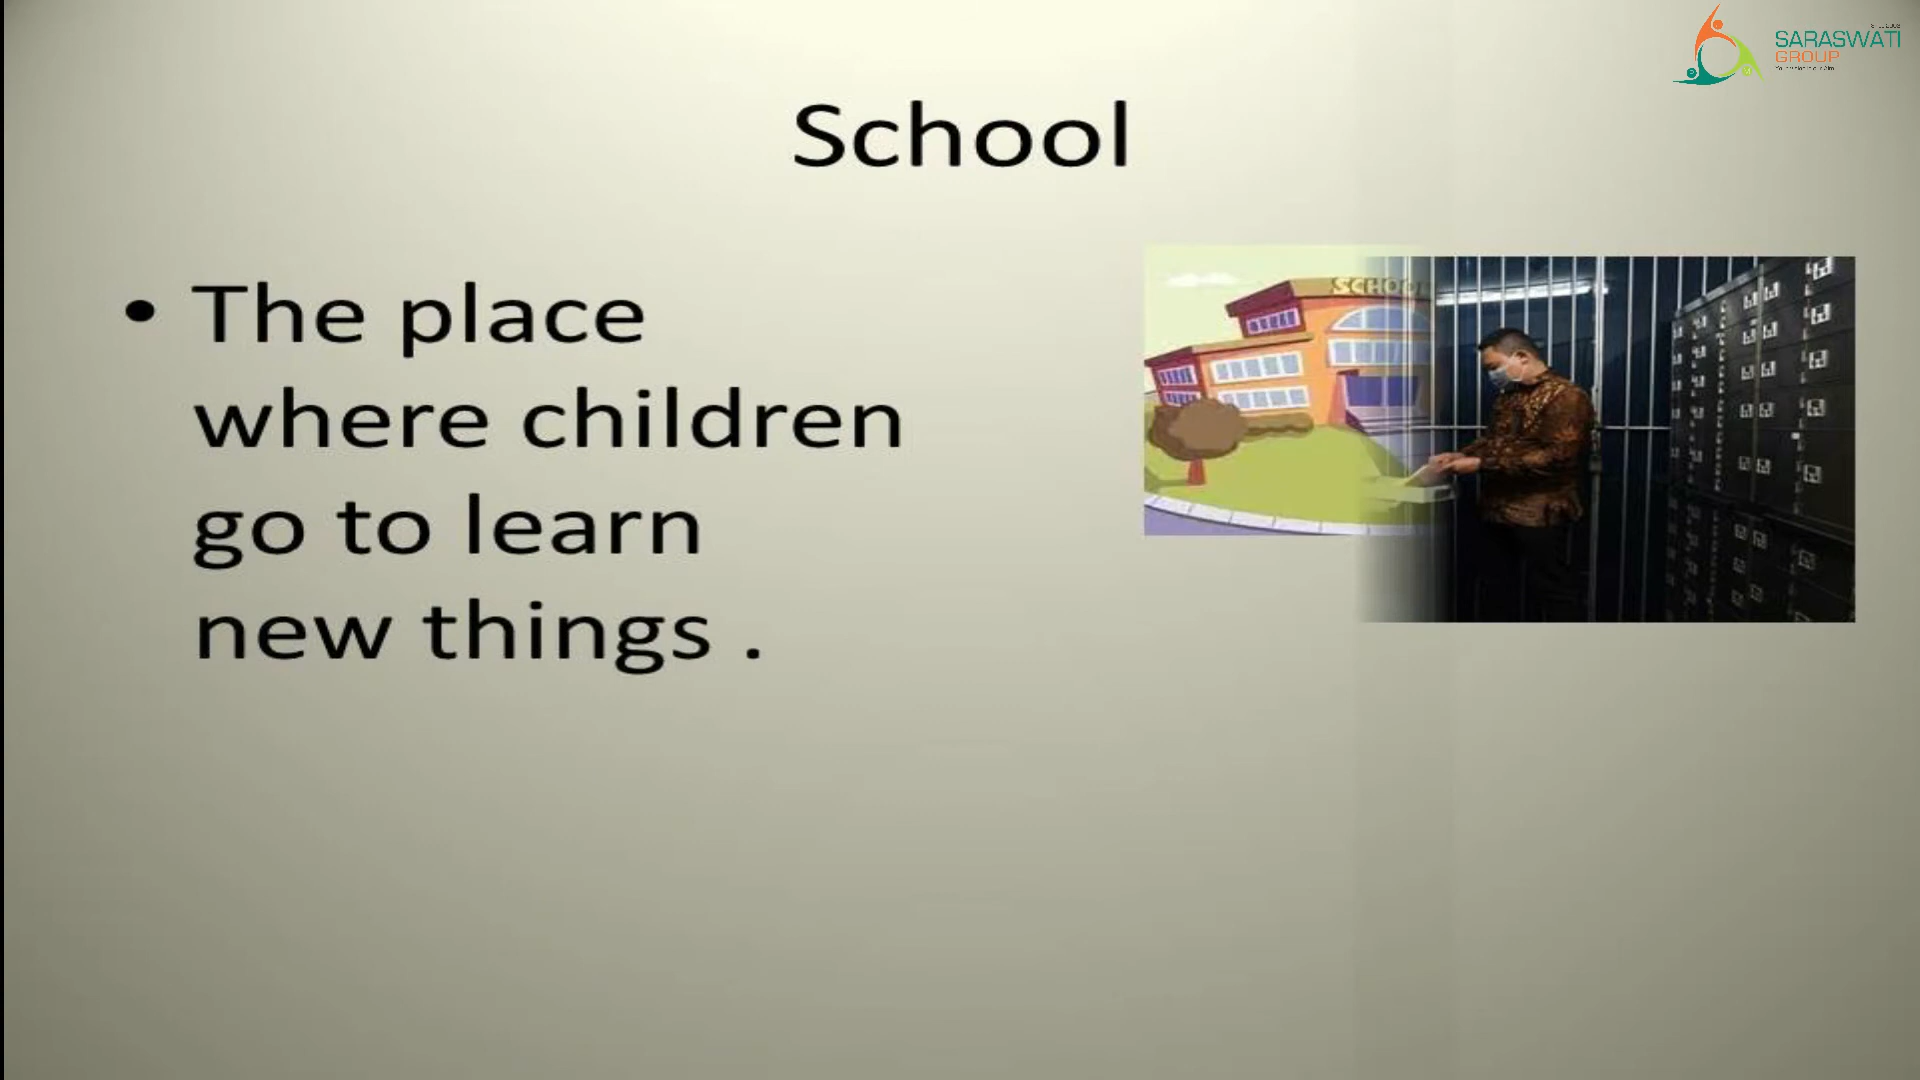 SARASWATI
GROUP
School
• The place
where children
go to learn
new things .
SCHOOL